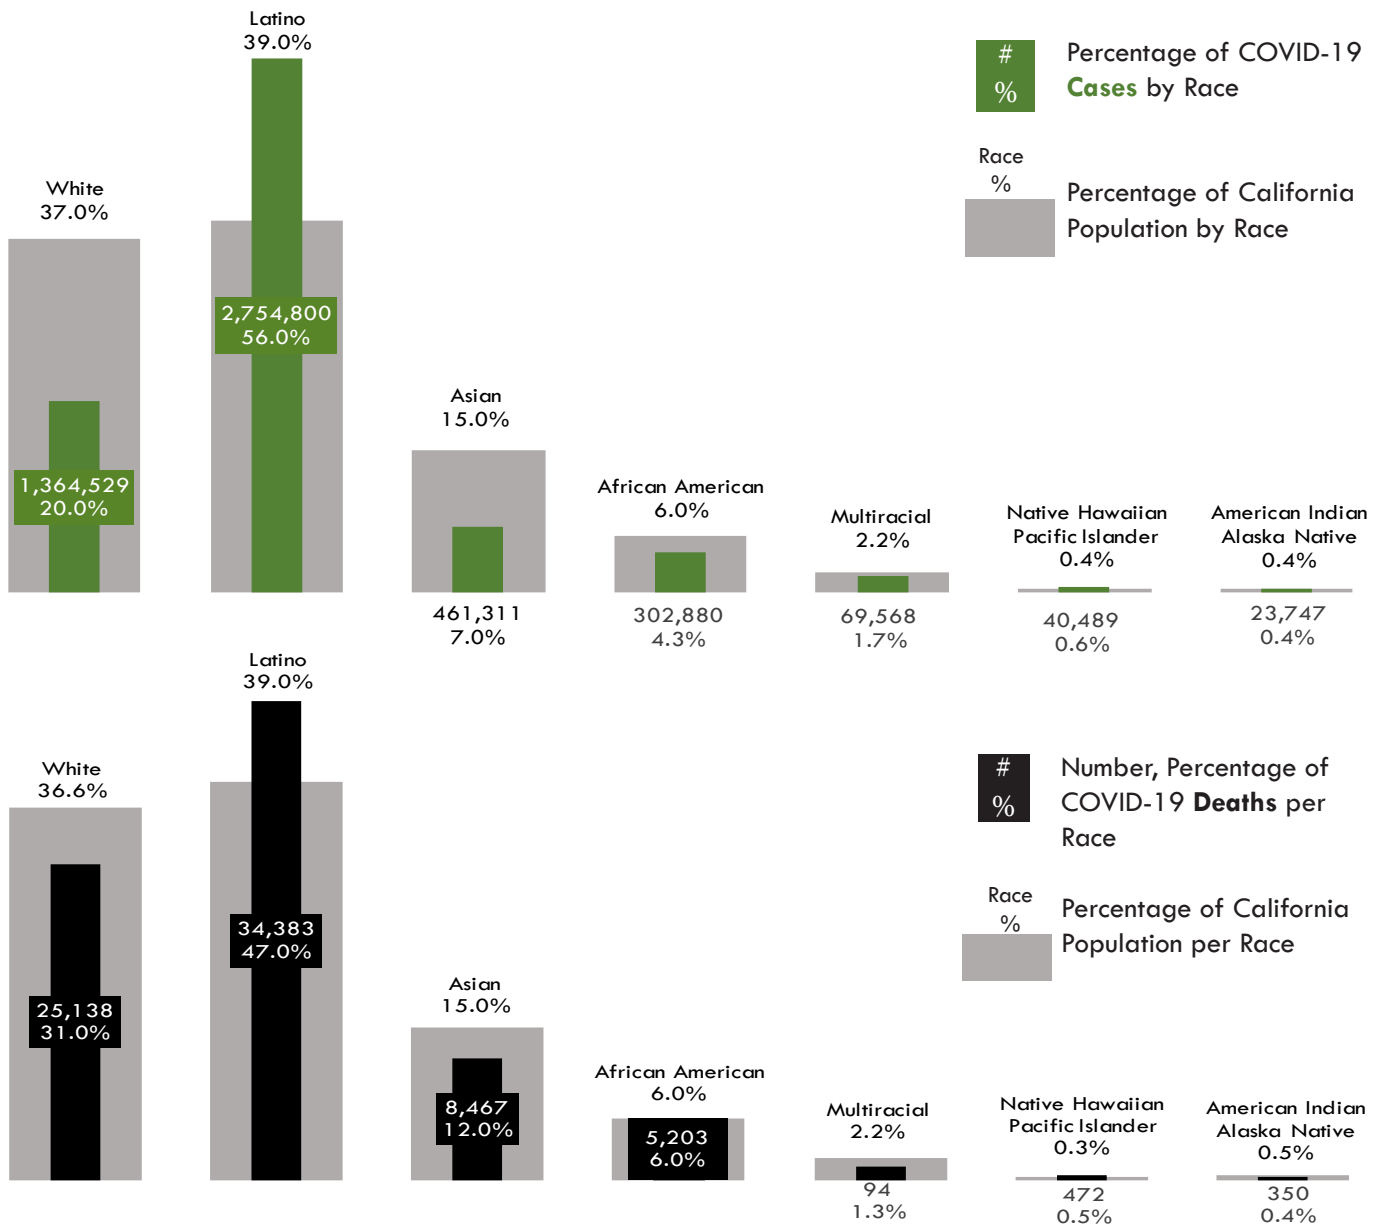 Latino
39.0%
#
%
Percentage of COVID-19
Cases by Race
Race
%
Percentage of California
Population by Race
White
37.0%
2,754,800
56.0%
Asian
15.0%
1,364,529
20.0%
African American
6.0%
Multiracial
2.2%
Native Hawaiian
Pacific Islander
0.4%
American Indian
Alaska Native
0.4%
461,311
7.0%
302,880
4.3%
69,568
1.7%
40,489
0.6%
23,747
0.4%
Latino
39.0%
White
36.6%
#
%
Number, Percentage of
COVID-19 Deaths per
Race
Race
%
Percentage of California
Population per Race
34,383
47.0%
25,138
31.0%
Asian
15.0%
8,467
12.0%
African American
6.0%
5,203
6.0%
Multiracial
2.2%
Native Hawaiian
Pacific Islander
0.3%
American Indian
Alaska Native
0.5%
94
1.3%
472
0.5%
350
0.4%